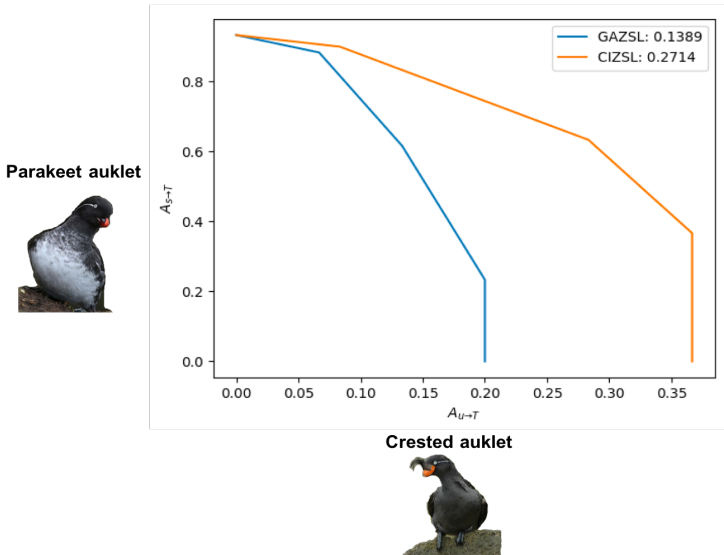 GAZSL: 0.1389
CIZSL: 0.2714
0.8
0.6
0.4
0.2
0.0
A_{s→T}
Parakeet auklet
0.00
0.05
0.10
0.15
0.20
0.25
0.30
0.35
A_{u→T}
Crested auklet